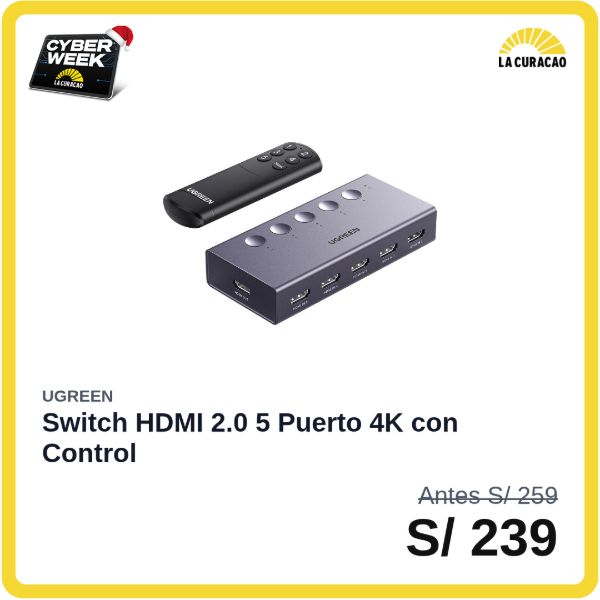 CYBER
WEEK
LA CURACAO
LA CURACAO
UGREEN
UGREEN
UGREEN
Switch HDMI 2.0 5 Puerto 4K con
Control
Antes S/ 259
S/ 239